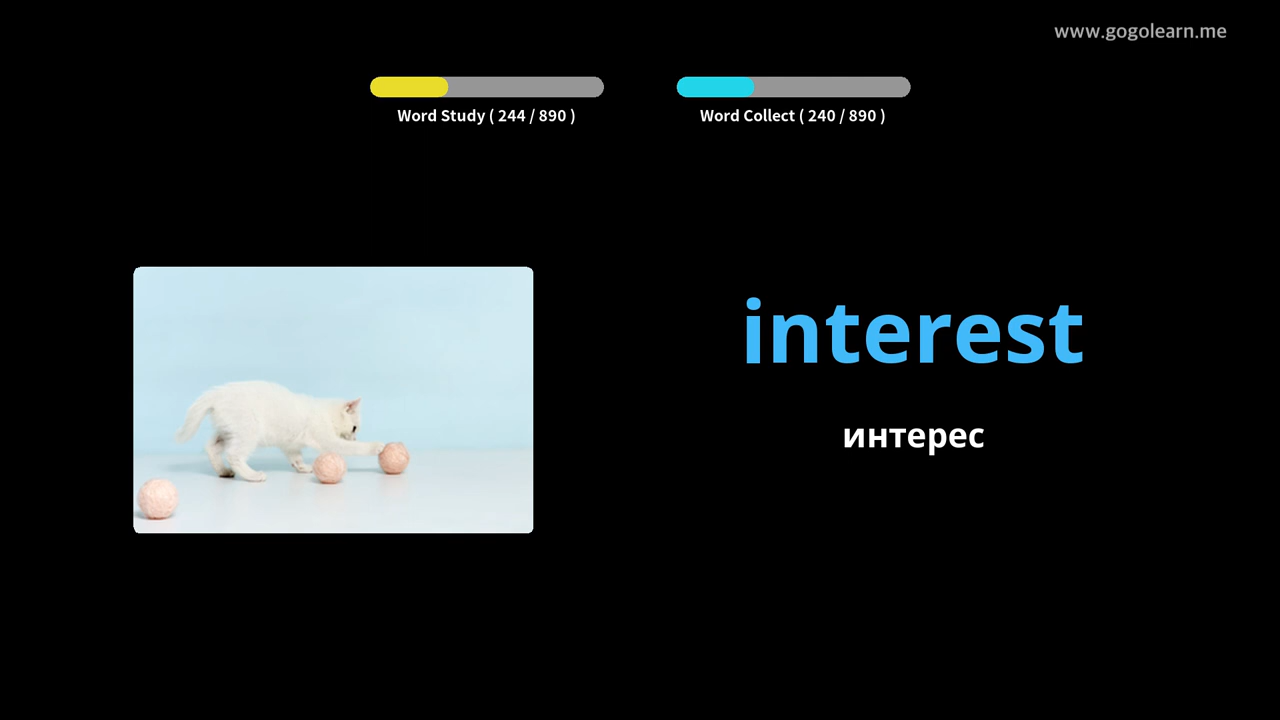 www.gogolearn.me
Word Study ( 244 / 890 )
Word Collect ( 240 / 890 )
interest
интерес